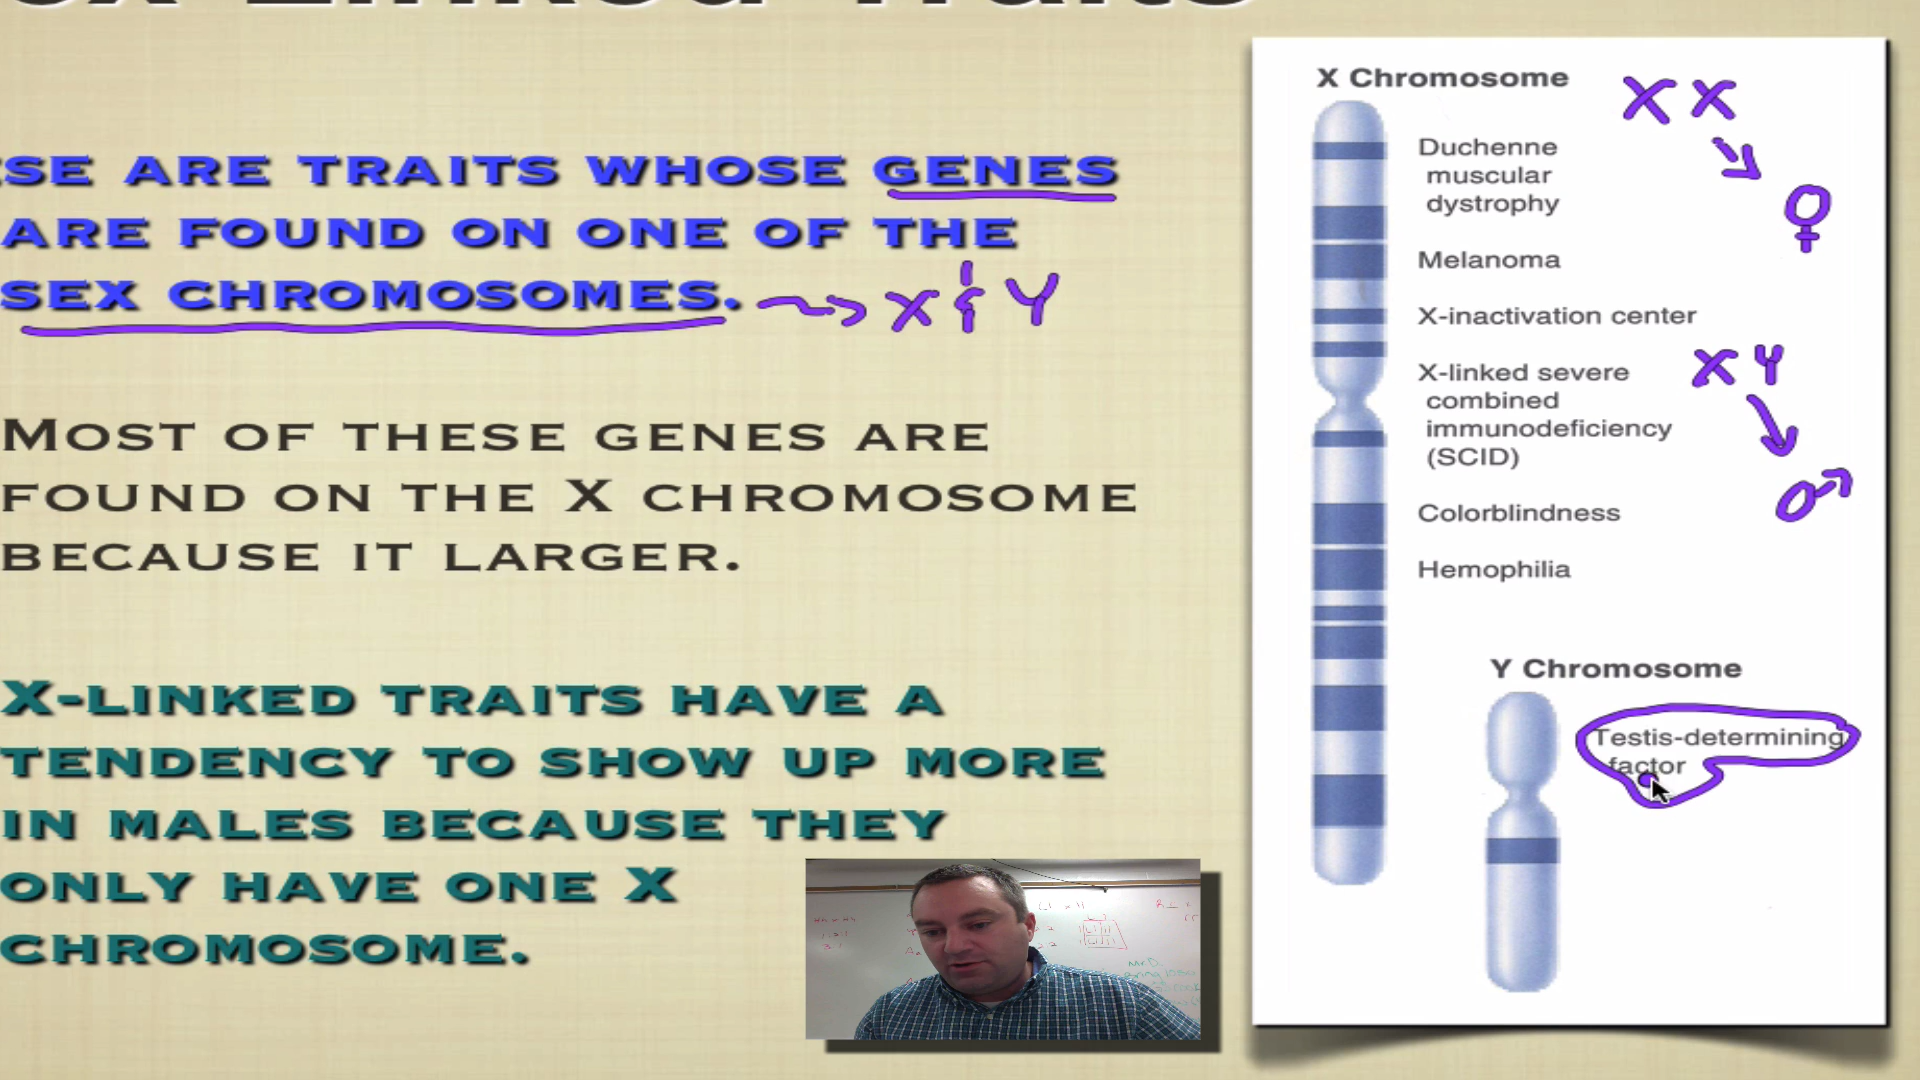 ex-Linked Traits
SE ARE TRAITS WHOSE GENES
ARE FOUND ON ONE OF THE
SEX CHROMOSOMES. → X & Y
MOST OF THESE GENES ARE
FOUND ON THE X CHROMOSOME
BECAUSE IT LARGER.
X-LINKED TRAITS HAVE A
TENDENCY TO SHOW UP MORE
IN MALES BECAUSE THEY
ONLY HAVE ONE X
CHROMOSOME.
X Chromosome
X X
Duchenne
muscular
dystrophy
♀
Melanoma
X-inactivation center
X-linked severe
X Y
combined
immunodeficiency
(SCID)
♂
Colorblindness
Hemophilia
Y Chromosome
Testis-determining
factor